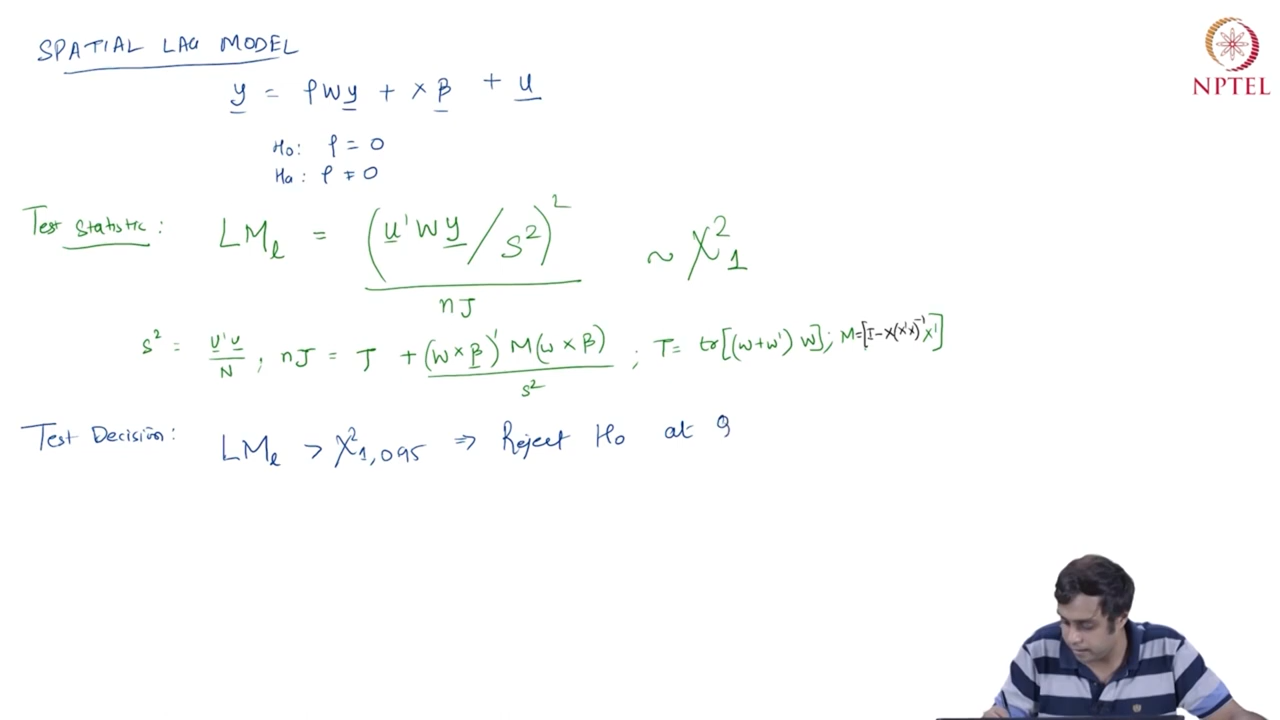 SPATIAL LAG MODEL
NPTEL
y = ρWy + Xβ + u
H₀: ρ = 0
Hₐ: ρ ≠ 0
Test Statistic: LMₗ = (u'Wy/S²)² / nJ ~ χ²₁
S² = u'u/N, nJ = T + (WXβ)'M(WXβ)/S²; T = tr[(W+W')W]; M=[I-X(X'X)⁻¹X']
Test Decision: LMₗ > χ²₁,₀.₉₅ ⇒ Reject H₀ at 9